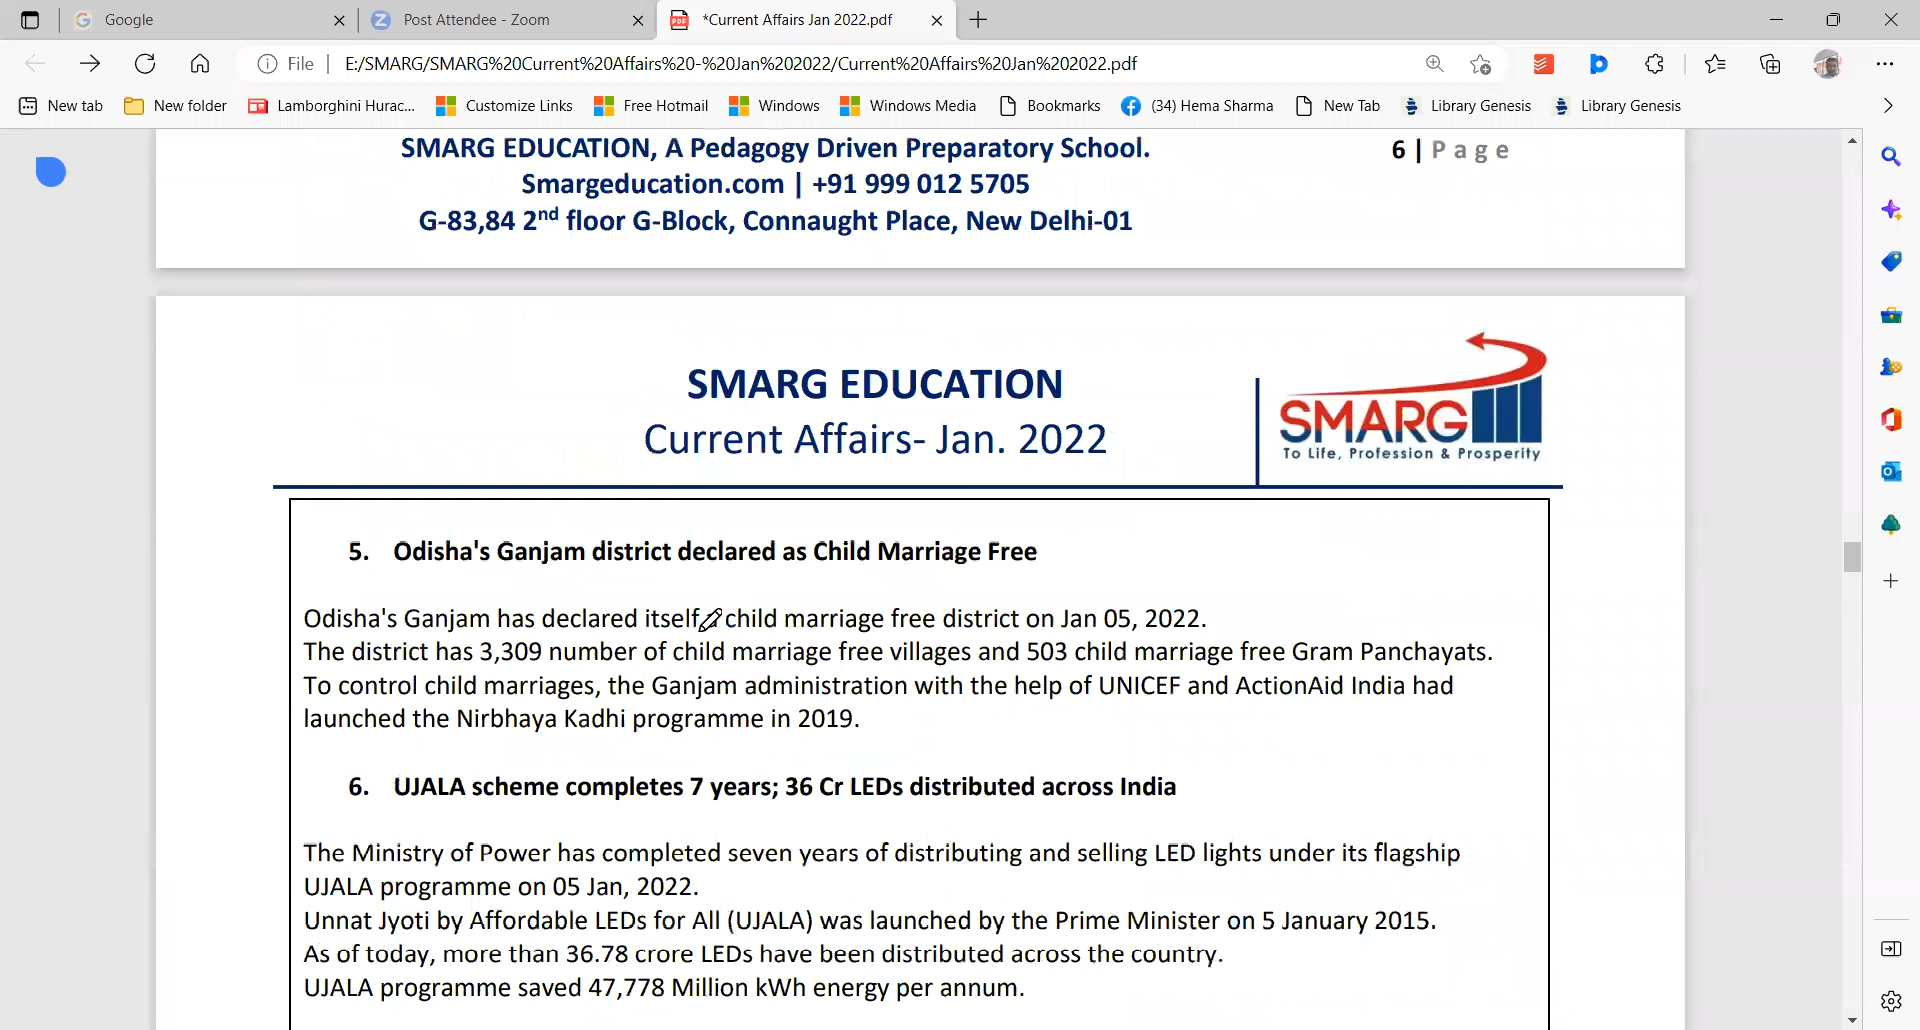 Google
Post Attendee - Zoom
*Current Affairs Jan 2022.pdf
File
E:/SMARG/SMARG%20Current%20Affairs%20-%20Jan%202022/Current%20Affairs%20Jan%202022.pdf
New tab
New folder
Lamborghini Hurac...
Customize Links
Free Hotmail
Windows
Windows Media
Bookmarks
(34) Hema Sharma
New Tab
Library Genesis
Library Genesis
SMARG EDUCATION, A Pedagogy Driven Preparatory School.
6 | Page
Smargeducation.com | +91 999 012 5705
G-83,84 2nd floor G-Block, Connaught Place, New Delhi-01
SMARG EDUCATION
Current Affairs- Jan. 2022
SMARG
To Life, Profession & Prosperity
5. Odisha's Ganjam district declared as Child Marriage Free
Odisha's Ganjam has declared itself child marriage free district on Jan 05, 2022.
The district has 3,309 number of child marriage free villages and 503 child marriage free Gram Panchayats.
To control child marriages, the Ganjam administration with the help of UNICEF and ActionAid India had
launched the Nirbhaya Kadhi programme in 2019.
6. UJALA scheme completes 7 years; 36 Cr LEDs distributed across India
The Ministry of Power has completed seven years of distributing and selling LED lights under its flagship
UJALA programme on 05 Jan, 2022.
Unnat Jyoti by Affordable LEDs for All (UJALA) was launched by the Prime Minister on 5 January 2015.
As of today, more than 36.78 crore LEDs have been distributed across the country.
UJALA programme saved 47,778 Million kWh energy per annum.